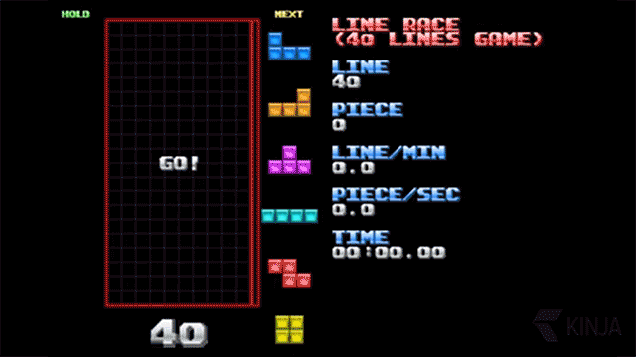 HOLD
NEXT
GO!
40
LINE RACE
(40 LINES GAME)
LINE
40
PIECE
0
LINE/MIN
0.0
PIECE/SEC
0.0
TIME
00:00.00
KINJA